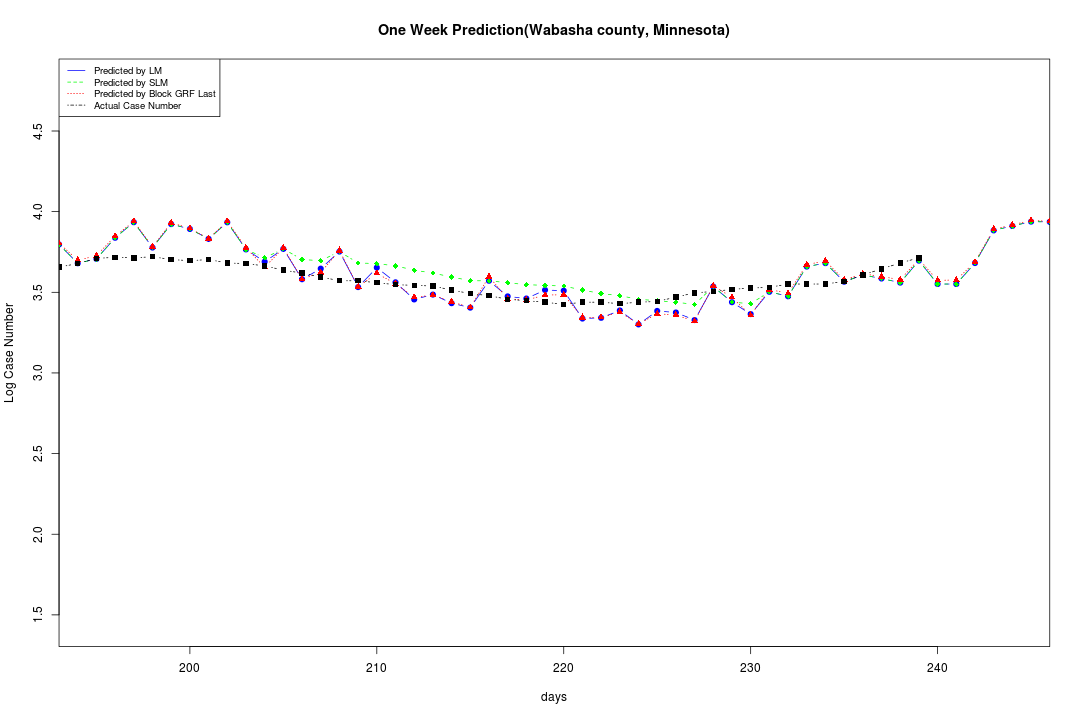 One Week Prediction(Wabasha county, Minnesota)
Predicted by LM
Predicted by SLM
Predicted by Block GRF Last
Actual Case Number
4.5
4.0
3.5
3.0
2.5
2.0
1.5
Log Case Number
200
210
220
230
240
days